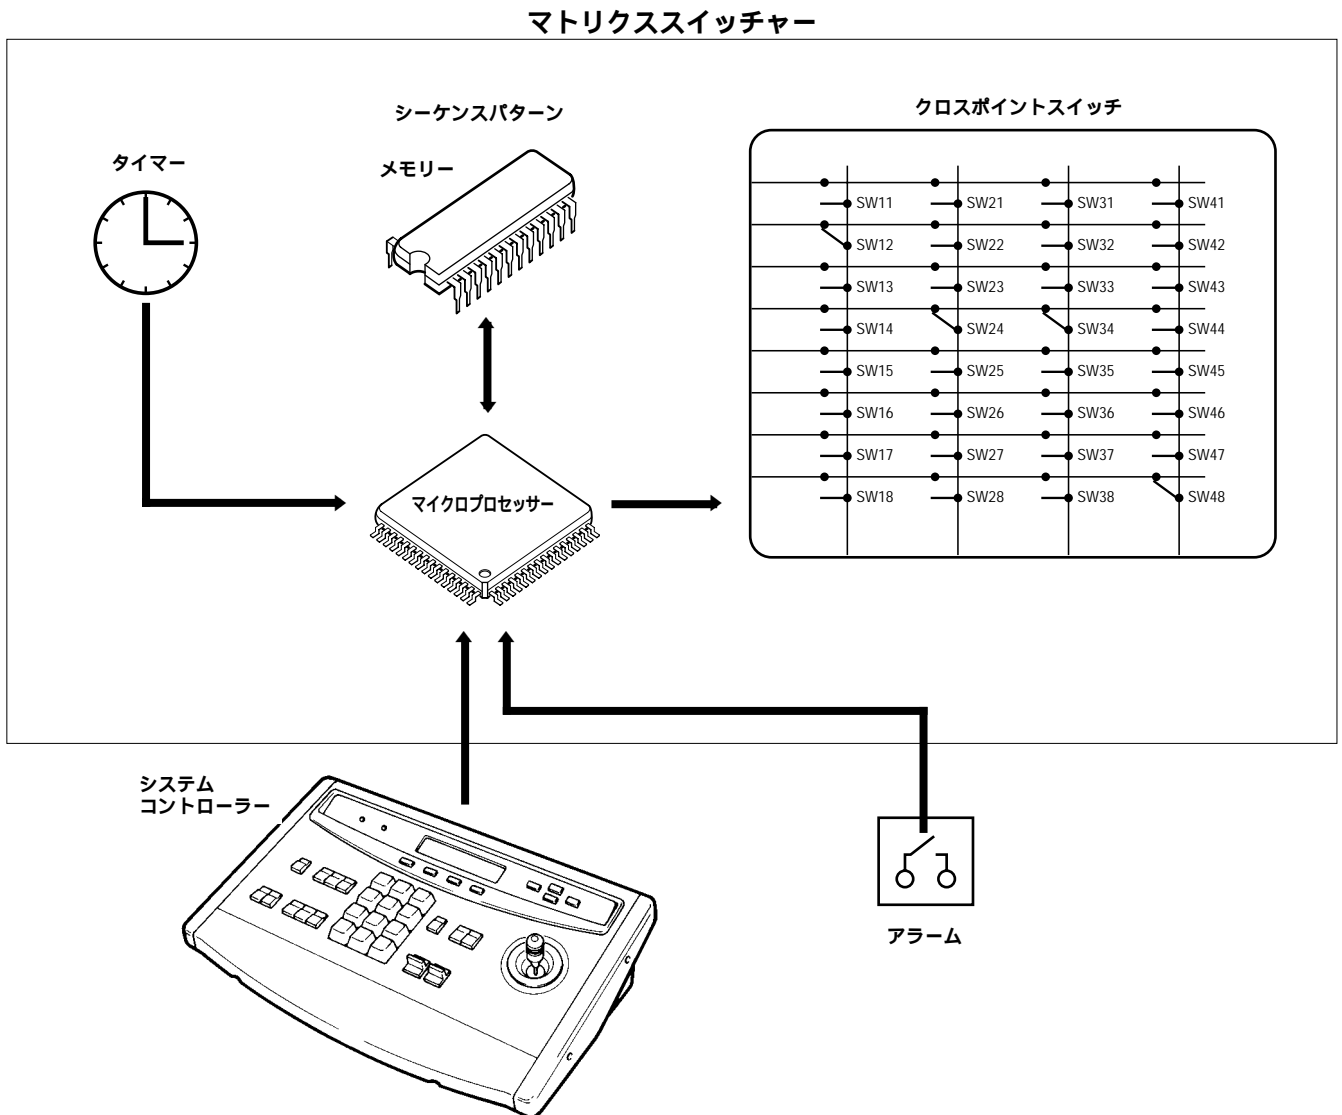 マトリクススイッチャー
シーケンスパターン
クロスポイントスイッチ
タイマー
メモリー
SW11 SW21 SW31 SW41
SW12 SW22 SW32 SW42
SW13 SW23 SW33 SW43
SW14 SW24 SW34 SW44
SW15 SW25 SW35 SW45
SW16 SW26 SW36 SW46
SW17 SW27 SW37 SW47
SW18 SW28 SW38 SW48
マイクロプロセッサー
システム
コントローラー
アラーム